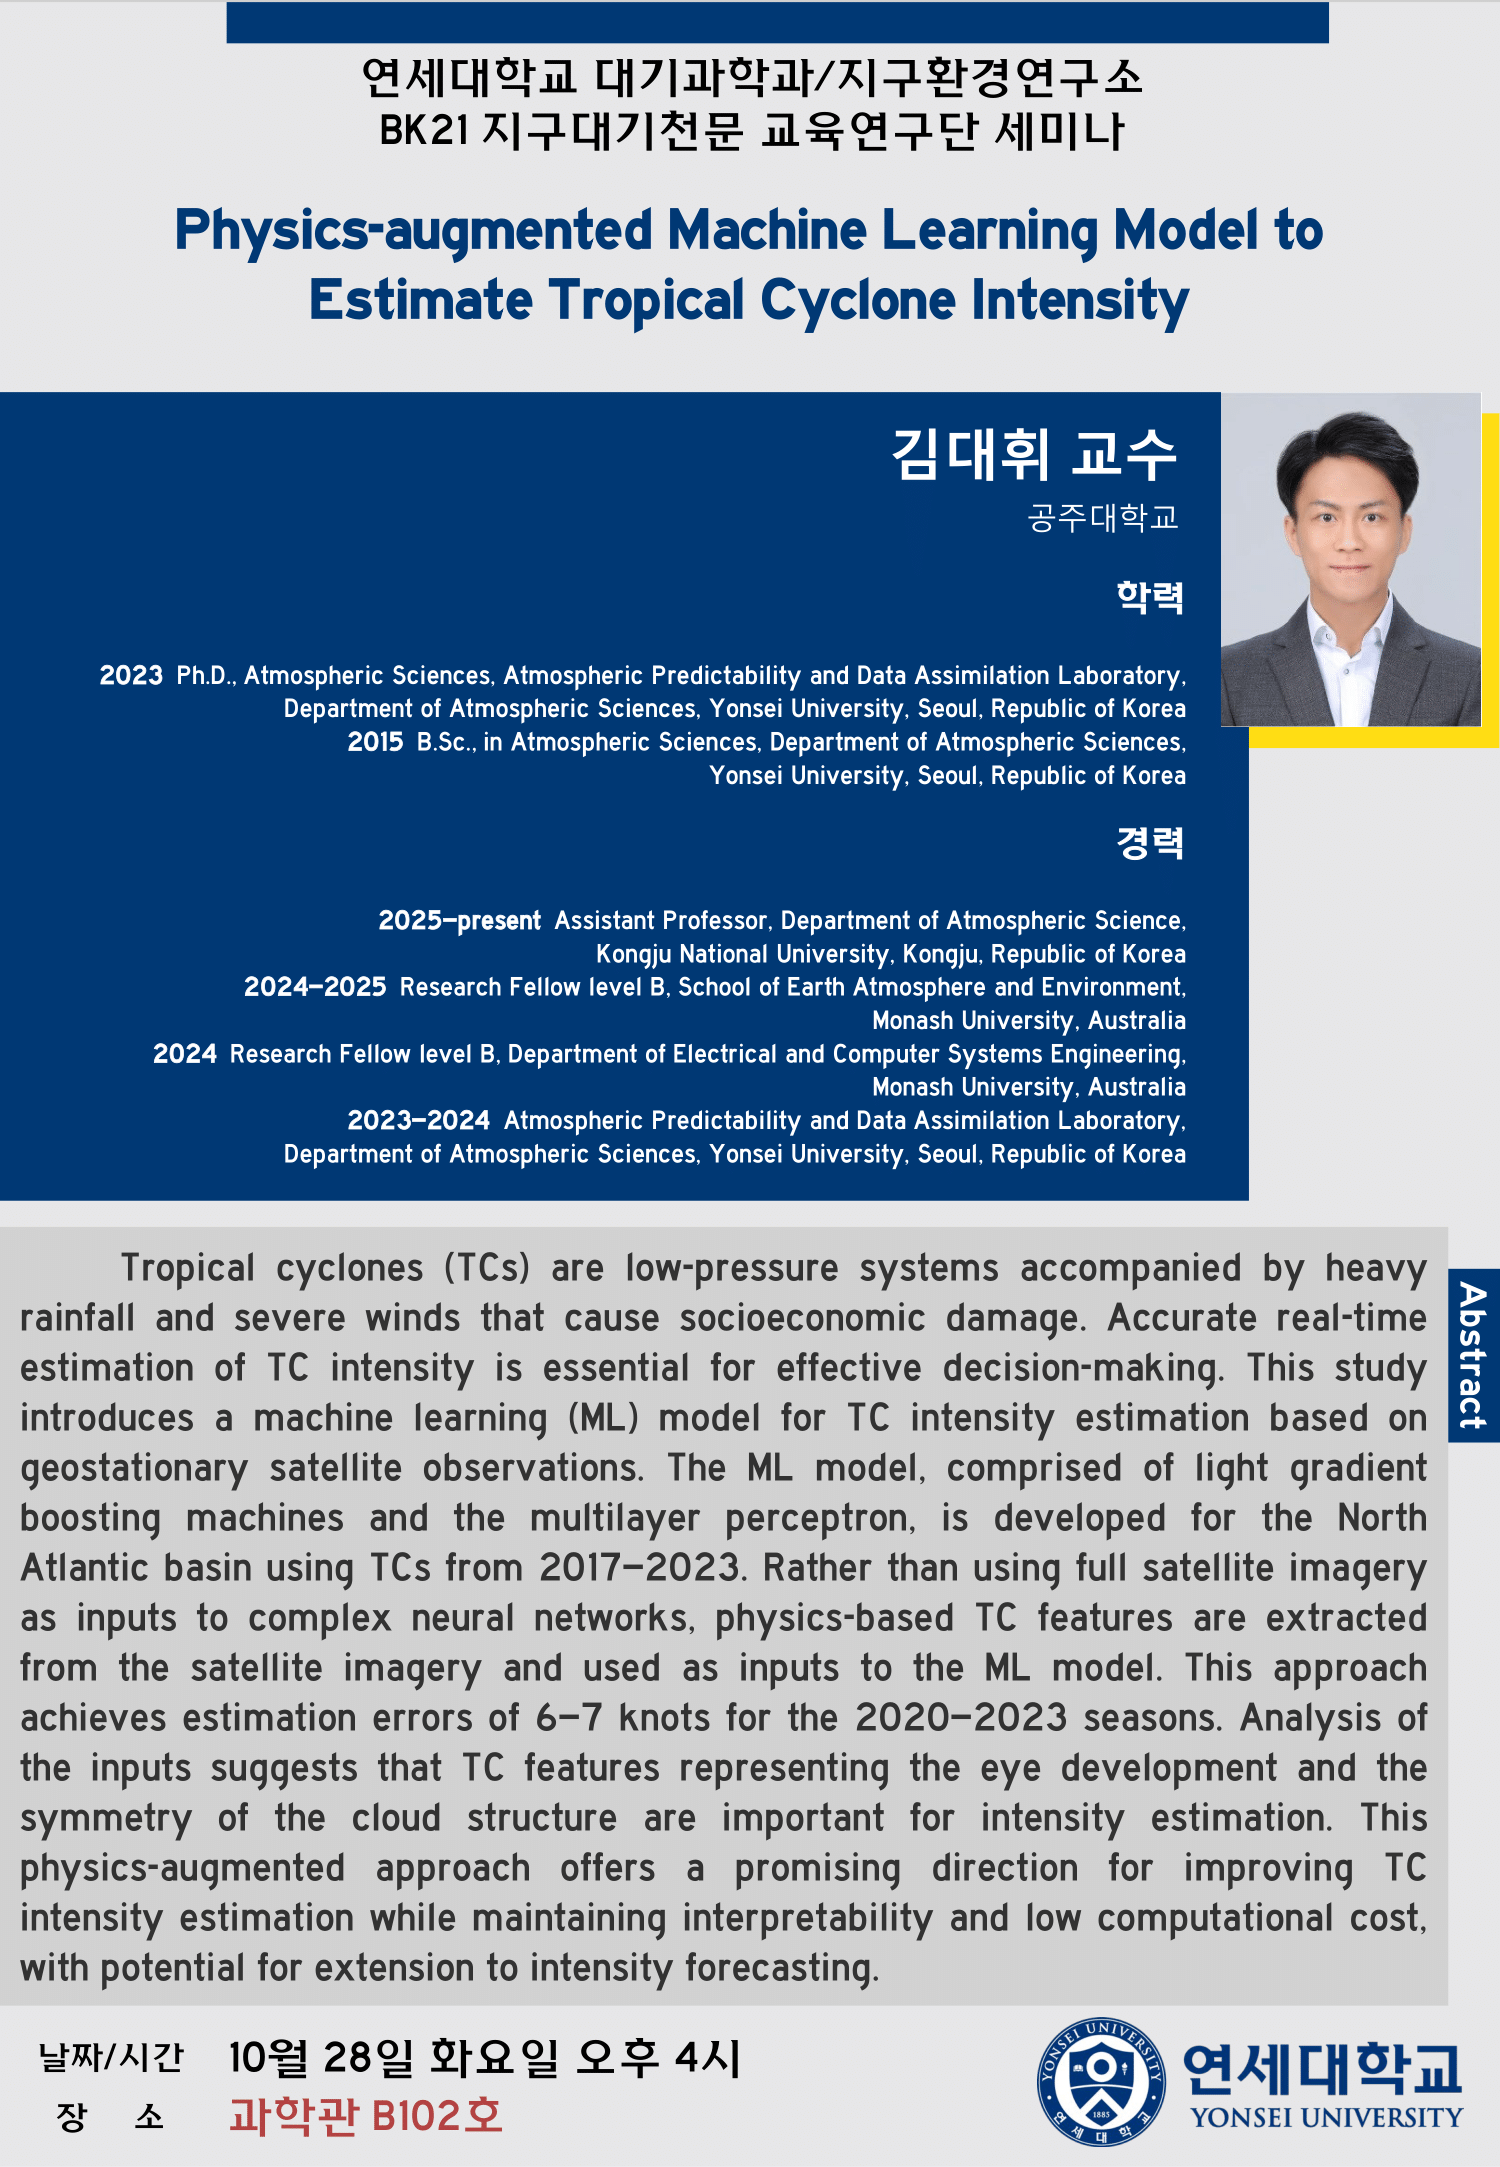 연세대학교 대기과학과/지구환경연구소
BK21 지구대기천문 교육연구단 세미나
Physics-augmented Machine Learning Model to
Estimate Tropical Cyclone Intensity
김대휘 교수
공주대학교
학력
2023 Ph.D., Atmospheric Sciences, Atmospheric Predictability and Data Assimilation Laboratory,
Department of Atmospheric Sciences, Yonsei University, Seoul, Republic of Korea
2015 B.Sc., in Atmospheric Sciences, Department of Atmospheric Sciences,
Yonsei University, Seoul, Republic of Korea
경력
2025–present Assistant Professor, Department of Atmospheric Science,
Kongju National University, Kongju, Republic of Korea
2024–2025 Research Fellow level B, School of Earth Atmosphere and Environment,
Monash University, Australia
2024 Research Fellow level B, Department of Electrical and Computer Systems Engineering,
Monash University, Australia
2023–2024 Atmospheric Predictability and Data Assimilation Laboratory,
Department of Atmospheric Sciences, Yonsei University, Seoul, Republic of Korea
Abstract
Tropical cyclones (TCs) are low-pressure systems accompanied by heavy
rainfall and severe winds that cause socioeconomic damage. Accurate real-time
estimation of TC intensity is essential for effective decision-making. This study
introduces a machine learning (ML) model for TC intensity estimation based on
geostationary satellite observations. The ML model, comprised of light gradient
boosting machines and the multilayer perceptron, is developed for the North
Atlantic basin using TCs from 2017–2023. Rather than using full satellite imagery
as inputs to complex neural networks, physics-based TC features are extracted
from the satellite imagery and used as inputs to the ML model. This approach
achieves estimation errors of 6–7 knots for the 2020–2023 seasons. Analysis of
the inputs suggests that TC features representing the eye development and the
symmetry of the cloud structure are important for intensity estimation. This
physics-augmented approach offers a promising direction for improving TC
intensity estimation while maintaining interpretability and low computational cost,
with potential for extension to intensity forecasting.
날짜/시간 10월 28일 화요일 오후 4시
장 소 과학관 B102호
YONSEI UNIVERSITY
1885
연세대학교
연세대학교
YONSEI UNIVERSITY